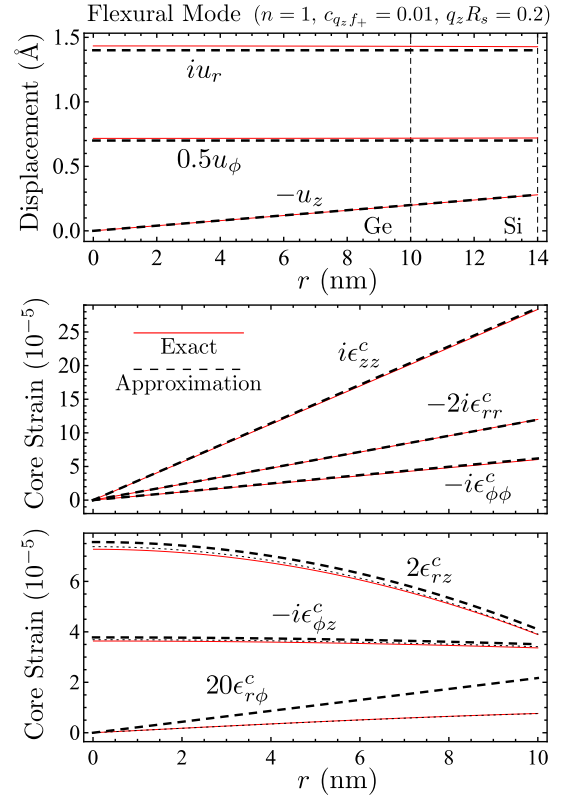 Flexural Mode (n = 1, c_{q_z f_+} = 0.01, q_z R_s = 0.2)
Displacement (Å)
1.5
1.0
0.5
0.0
iu_r
0.5u_ϕ
−u_z
Ge
Si
0 2 4 6 8 10 12 14
r (nm)
Core Strain (10^{−5})
25
20
15
10
5
0
Exact
Approximation
iϵ^c_{zz}
−2iϵ^c_{rr}
−iϵ^c_{ϕϕ}
Core Strain (10^{−5})
6
4
2
0
2ϵ^c_{rz}
−iϵ^c_{ϕz}
20ϵ^c_{rϕ}
0 2 4 6 8 10
r (nm)